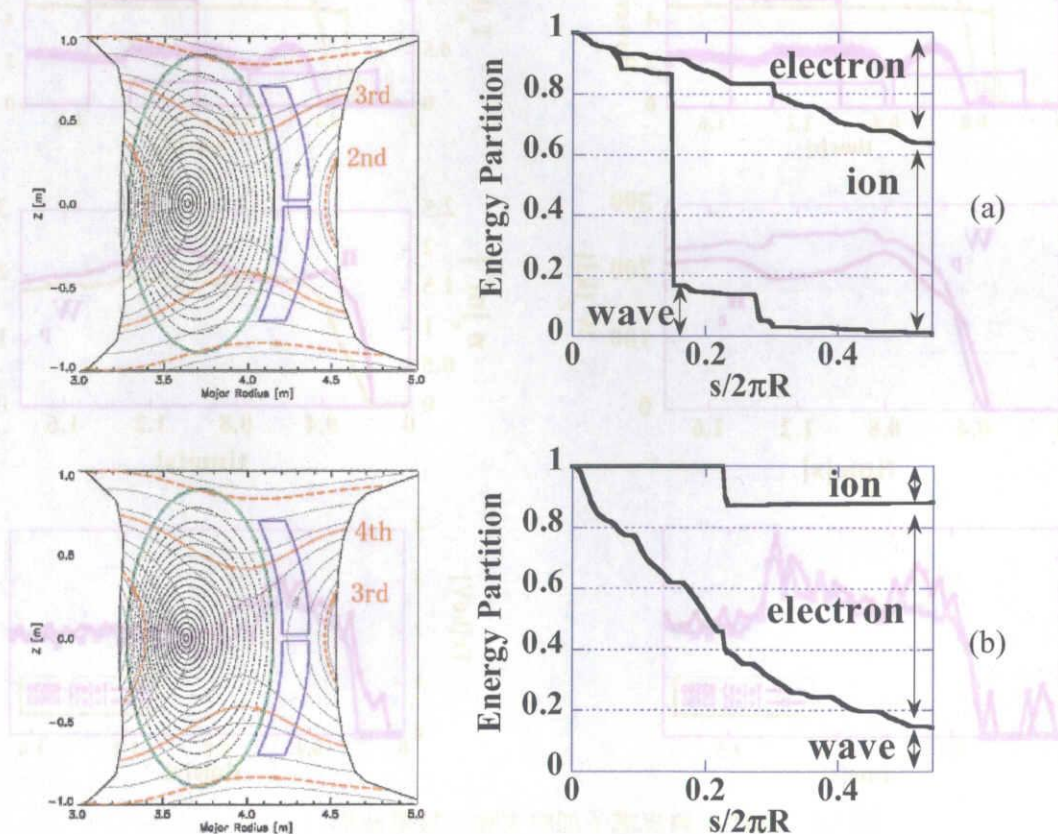 1.0
0.5
0.0
-0.5
-1.0
Z [m]
3rd
2nd
3.0
3.5
4.0
4.5
5.0
Major Radius [m]
1
0.8
0.6
0.4
0.2
0
Energy Partition
electron
ion
wave
0
0.2
0.4
s/2πR
(a)
1.0
0.5
0.0
-0.5
-1.0
Z [m]
4th
3rd
3.0
3.5
4.0
4.5
5.0
Major Radius [m]
1
0.8
0.6
0.4
0.2
0
Energy Partition
ion
electron
wave
0
0.2
0.4
s/2πR
(b)